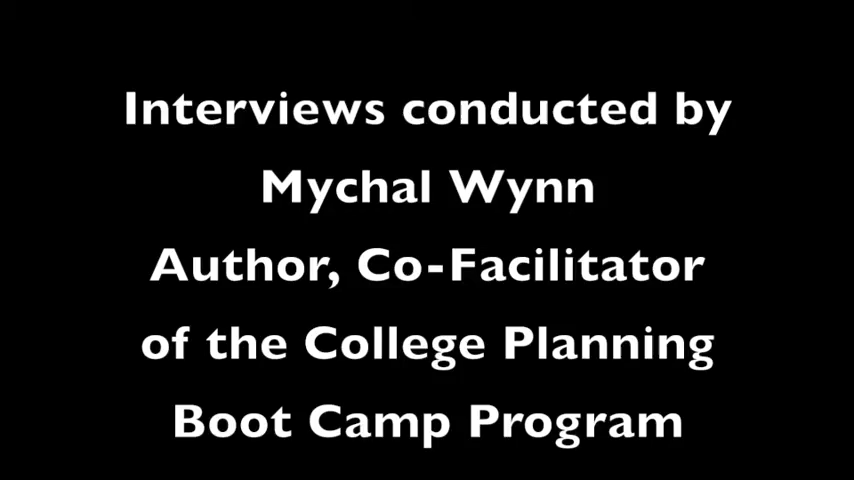 Interviews conducted by
Mychal Wynn
Author, Co-Facilitator
of the College Planning
Boot Camp Program